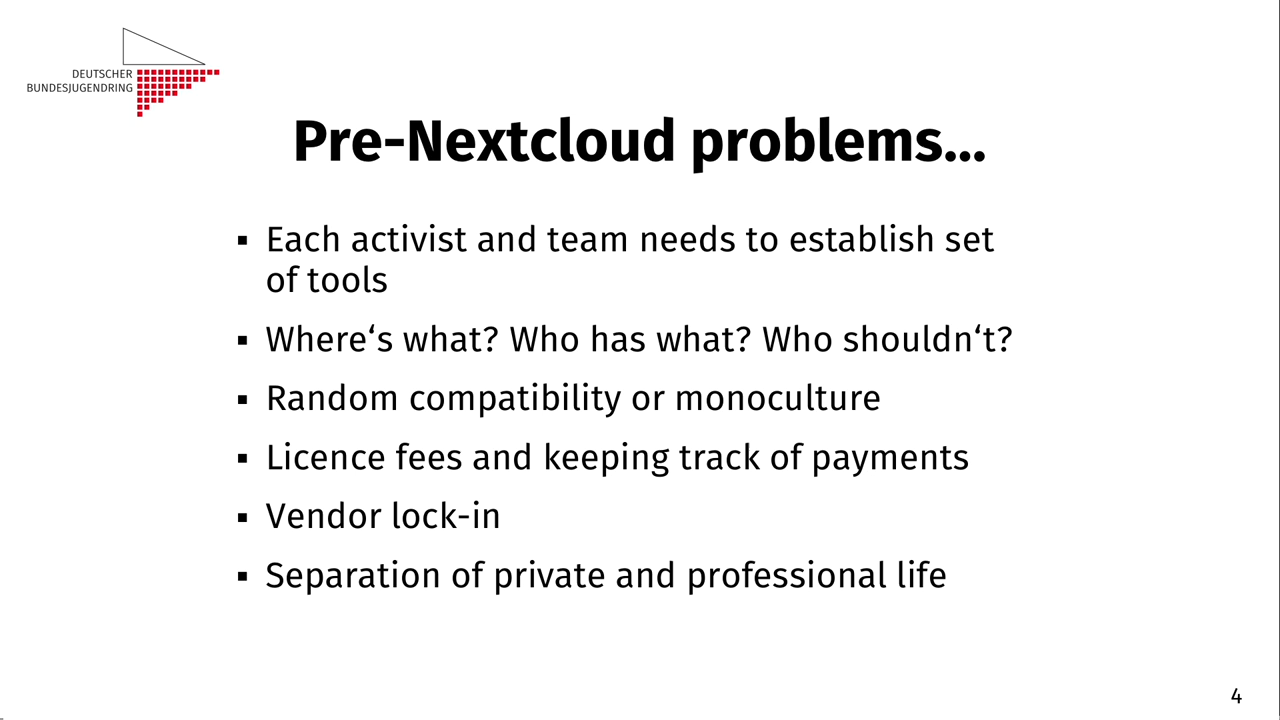 DEUTSCHER
BUNDESJUGENDRING
Pre-Nextcloud problems...
▪ Each activist and team needs to establish set
of tools
▪ Where‘s what? Who has what? Who shouldn‘t?
▪ Random compatibility or monoculture
▪ Licence fees and keeping track of payments
▪ Vendor lock-in
▪ Separation of private and professional life
4